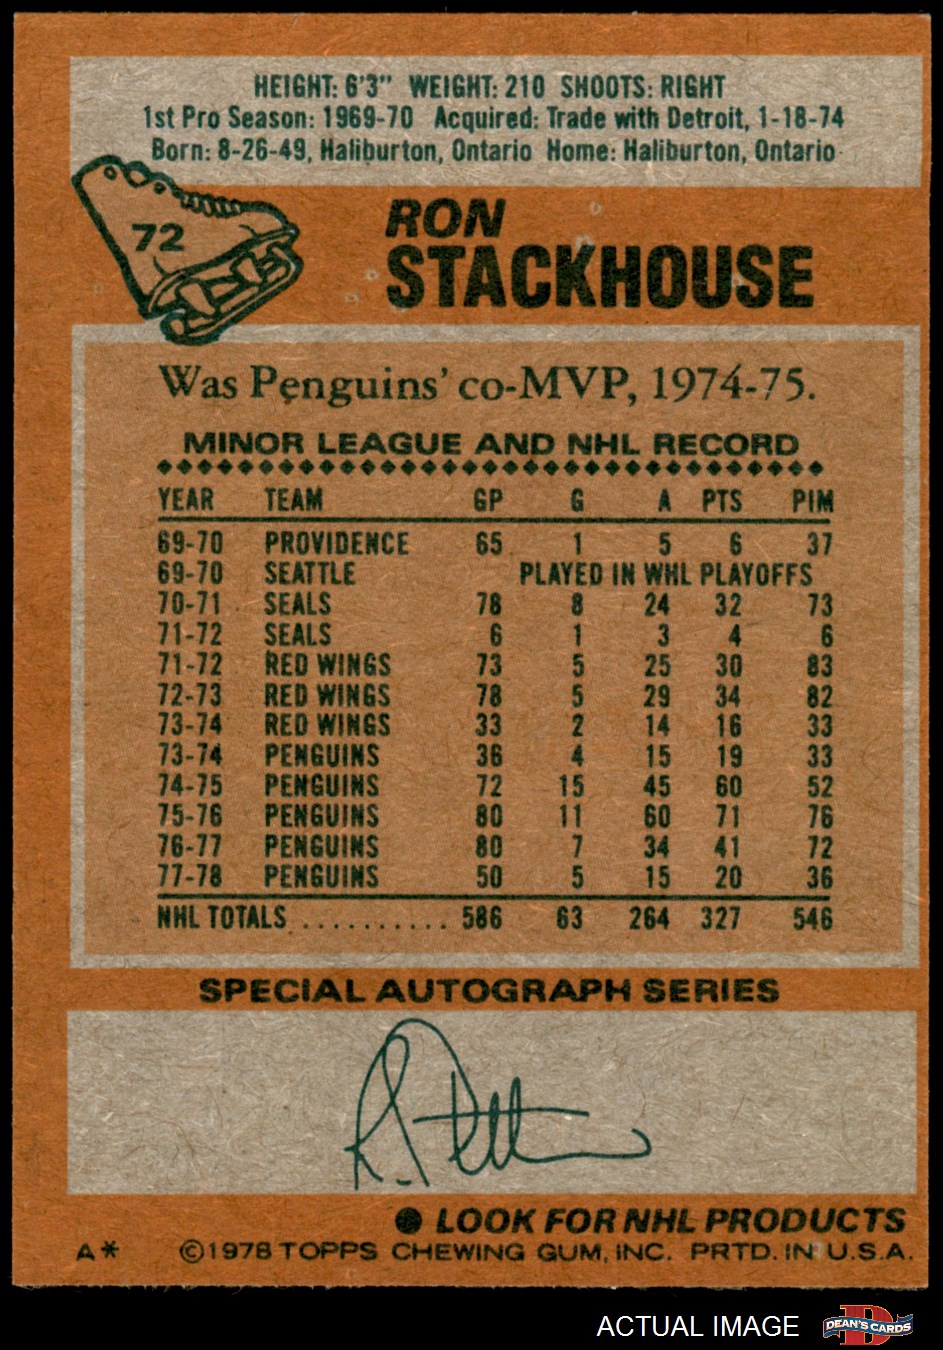 HEIGHT: 6'3" WEIGHT: 210 SHOOTS: RIGHT
1st Pro Season: 1969-70 Acquired: Trade with Detroit, 1-18-74
Born: 8-26-49, Haliburton, Ontario Home: Haliburton, Ontario
72
RON
STACKHOUSE
Was Penguins' co-MVP, 1974-75.
MINOR LEAGUE AND NHL RECORD
YEAR TEAM GP G A PTS PIM
69-70 PROVIDENCE 65 1 5 6 37
69-70 SEATTLE PLAYED IN WHL PLAYOFFS
70-71 SEALS 78 8 24 32 73
71-72 SEALS 6 1 3 4 6
71-72 RED WINGS 73 5 25 30 83
72-73 RED WINGS 78 5 29 34 82
73-74 RED WINGS 33 2 14 16 33
73-74 PENGUINS 36 4 15 19 33
74-75 PENGUINS 72 15 45 60 52
75-76 PENGUINS 80 11 60 71 76
76-77 PENGUINS 80 7 34 41 72
77-78 PENGUINS 50 5 15 20 36
NHL TOTALS .......... 586 63 264 327 546
SPECIAL AUTOGRAPH SERIES
● LOOK FOR NHL PRODUCTS
A* ©1978 TOPPS CHEWING GUM, INC. PRTD. IN U.S.A.
ACTUAL IMAGE DEAN'S CARDS